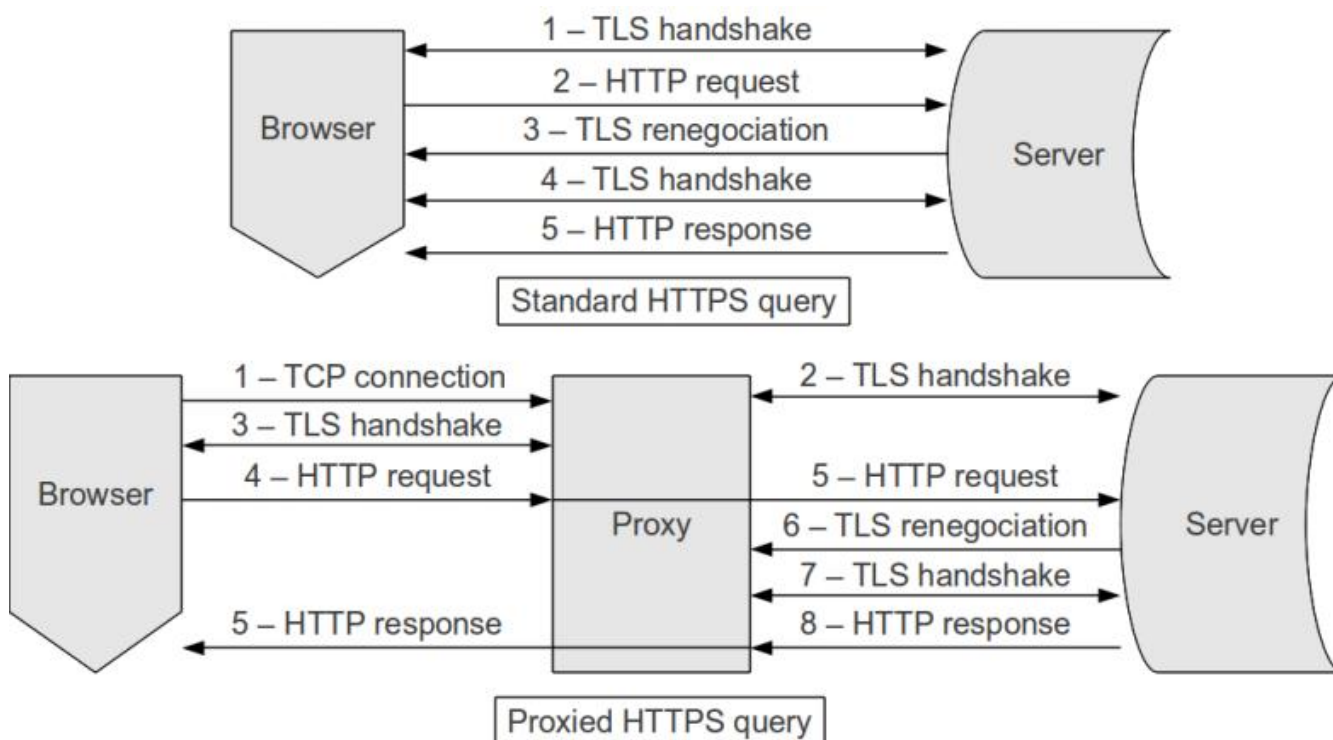 1 – TLS handshake
2 – HTTP request
Browser
3 – TLS renegociation
Server
4 – TLS handshake
5 – HTTP response
Standard HTTPS query
1 – TCP connection
2 – TLS handshake
3 – TLS handshake
4 – HTTP request
5 – HTTP request
Browser
Proxy
6 – TLS renegociation
Server
7 – TLS handshake
5 – HTTP response
8 – HTTP response
Proxied HTTPS query